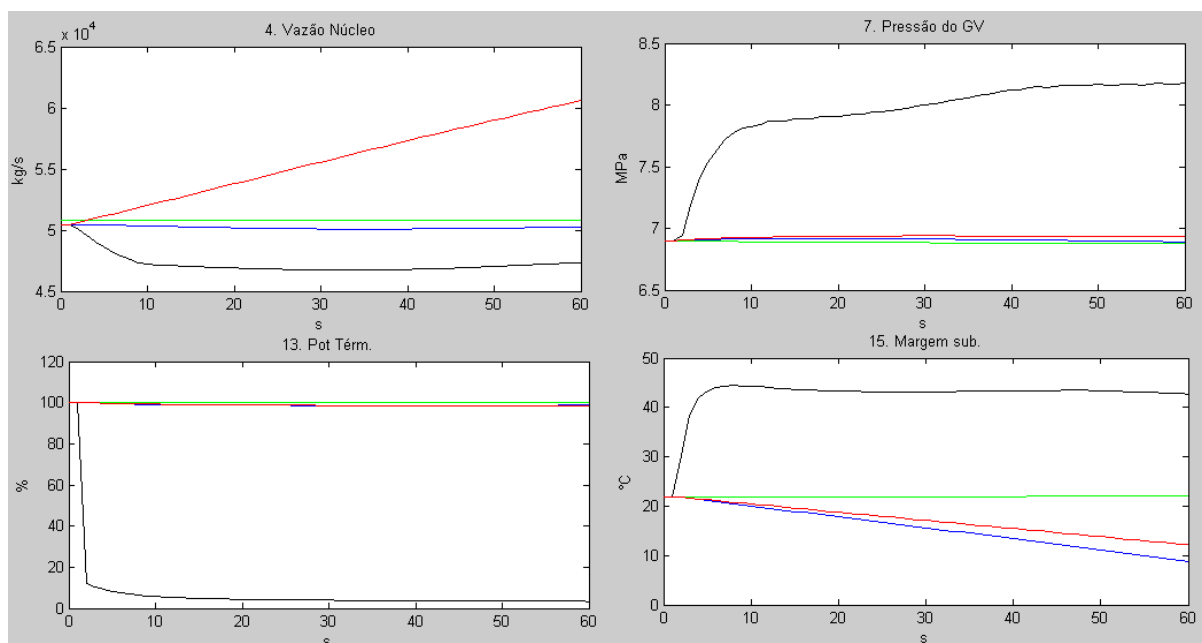 4. Vazão Núcleo
x 10⁴
6.5
6
5.5
5
4.5
kg/s
0 10 20 30 40 50 60
s
7. Pressão do GV
8.5
8
7.5
7
6.5
MPa
0 10 20 30 40 50 60
s
13. Pot Térm.
120
100
80
60
40
20
0
%
0 10 20 30 40 50 60
s
15. Margem sub.
50
40
30
20
10
0
ºC
0 10 20 30 40 50 60
s